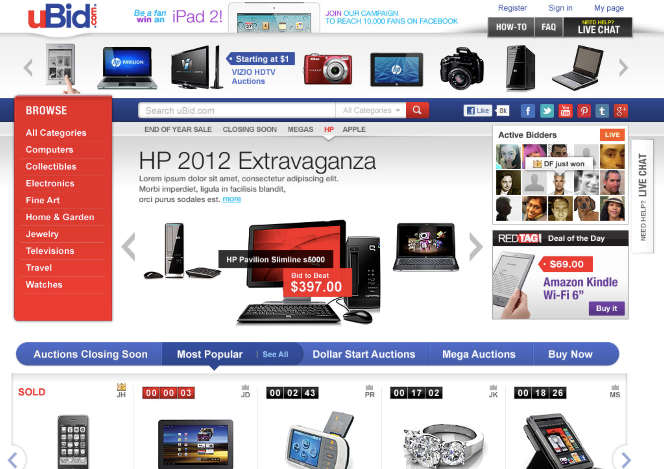 uBid.com
Be a fan
win an
iPad 2!
JOIN OUR CAMPAIGN
TO REACH 10,000 FANS ON FACEBOOK
Register
Sign in
My page
HOW-TO
FAQ
NEED HELP?
LIVE CHAT
PAVILION
Starting at $1
VIZIO HDTV
Auctions
BROWSE
All Categories
Computers
Collectibles
Electronics
Fine Art
Home & Garden
Jewelry
Televisions
Travel
Watches
Search uBid.com
All Categories
Like
8k
END OF YEAR SALE
CLOSING SOON
MEGAS
HP
APPLE
HP 2012 Extravaganza
Lorem ipsum dolor sit amet, consectetur adipiscing elit.
Morbi imperdiet, ligula in facilisis blandit,
orci purus sodales est. more
HP Pavilion Slimline s5000
Bid to Beat
$397.00
Active Bidders
LIVE
DF just won
NEED HELP? LIVE CHAT
REDTAG!
Deal of the Day
$69.00
Amazon Kindle
Wi-Fi 6”
Buy it
Auctions Closing Soon
Most Popular
See All
Dollar Start Auctions
Mega Auctions
Buy Now
SOLD
JH
00 00 03
JD
00 02 43
PR
00 17 02
JK
00 18 26
MS